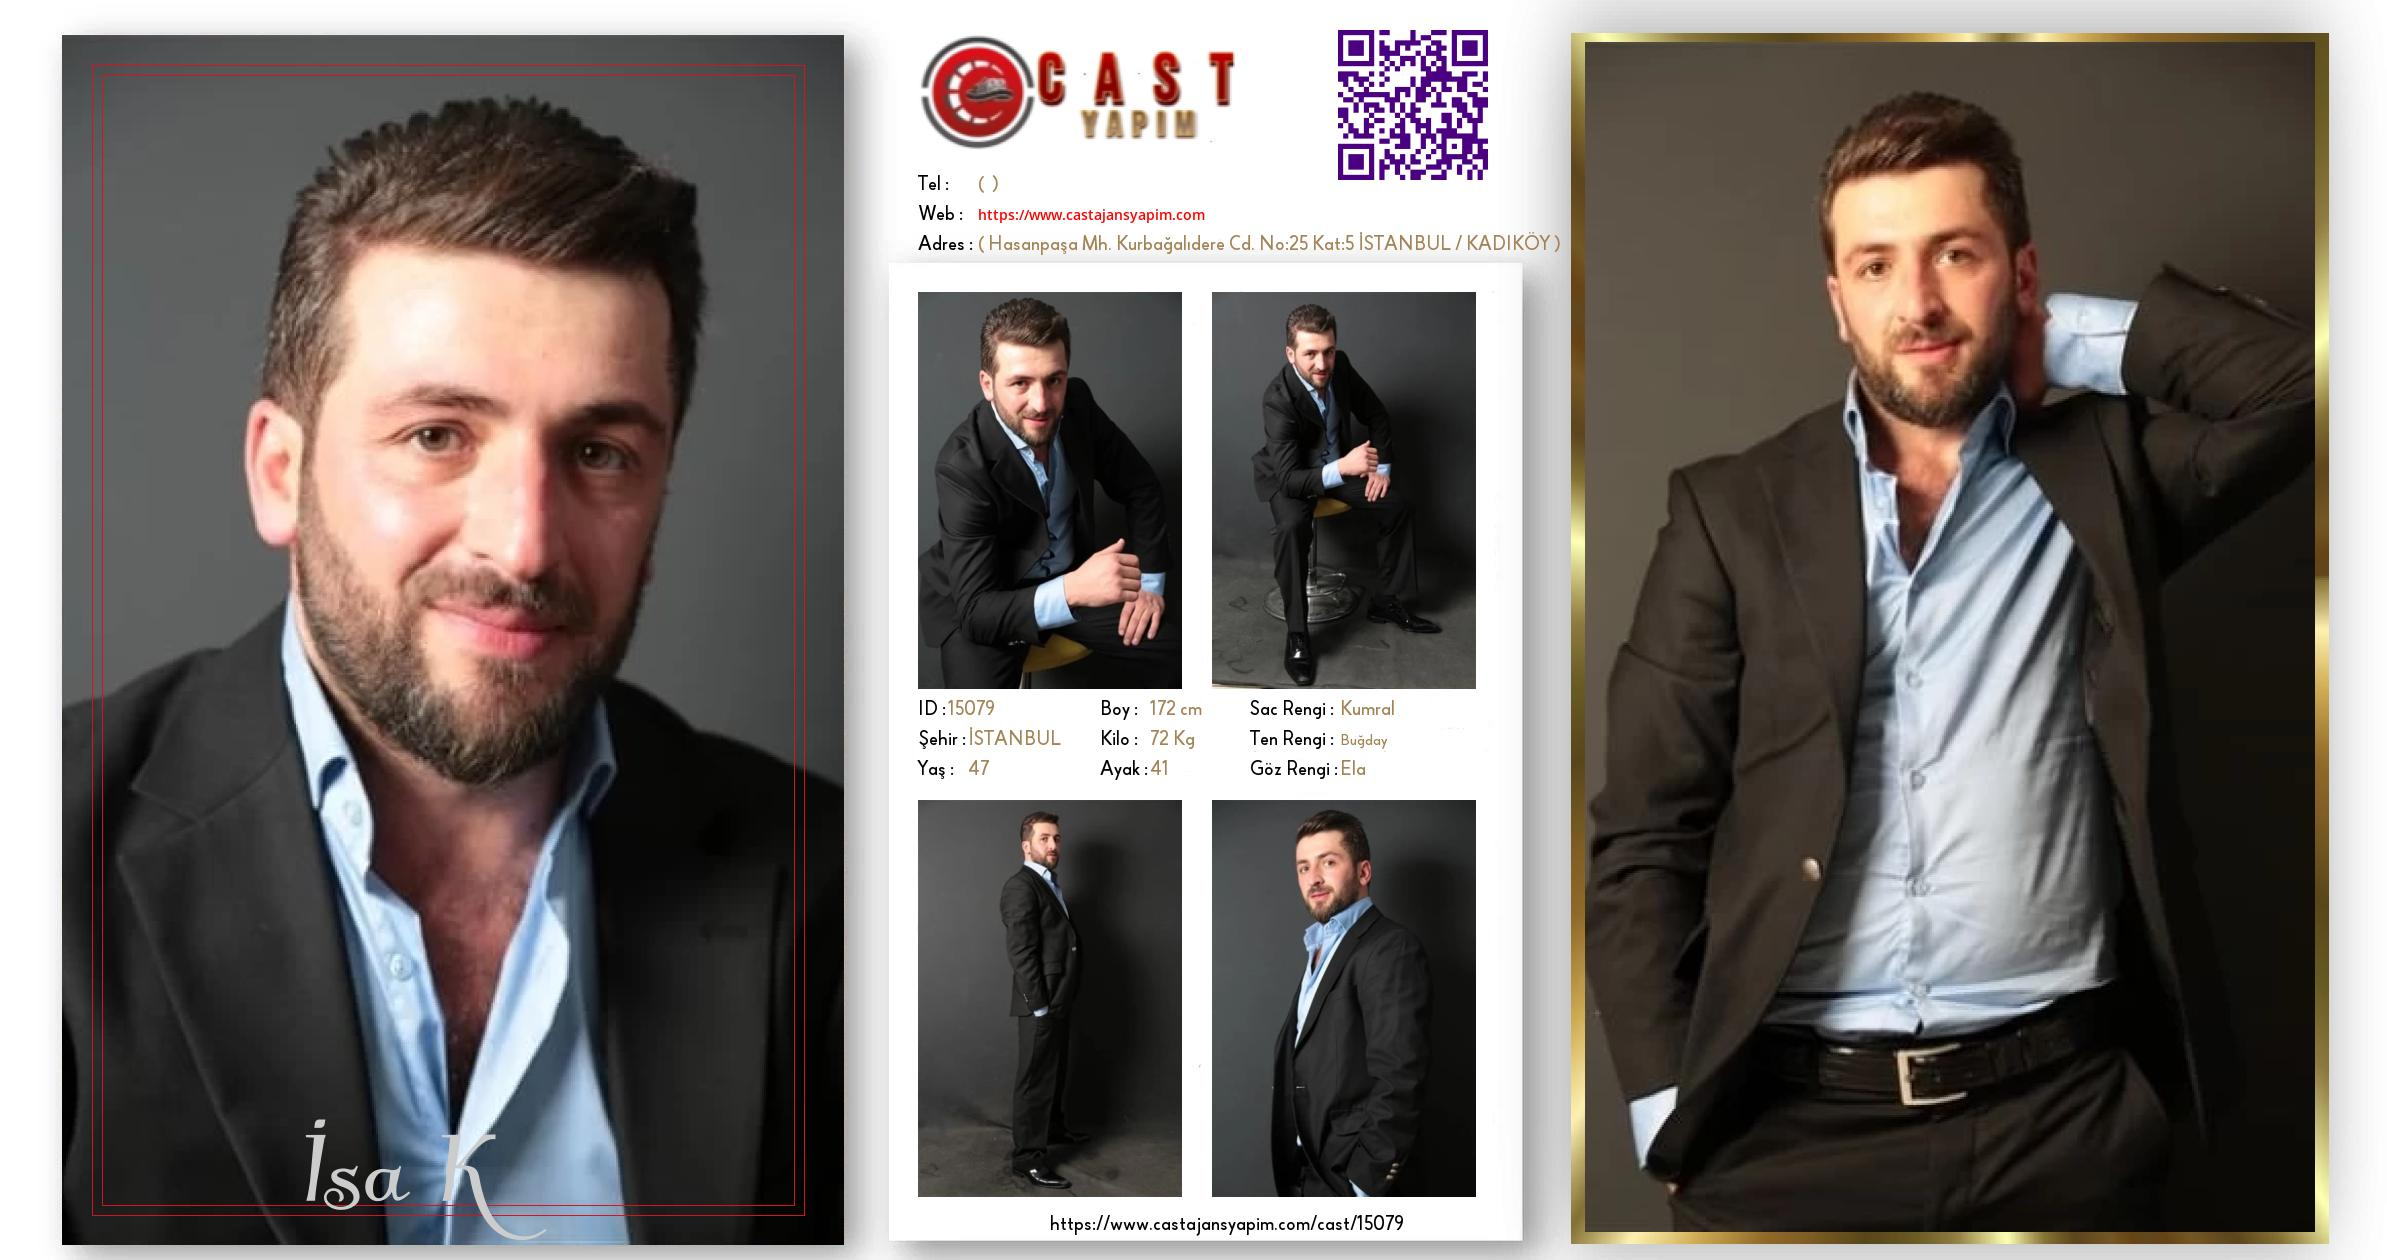 İsa K
CAST
YAPIM
Tel : ( )
Web : https://www.castajansyapim.com
Adres : ( Hasanpaşa Mh. Kurbağalıdere Cd. No:25 Kat:5 İSTANBUL / KADIKÖY )
ID : 15079 Boy : 172 cm Sac Rengi : Kumral
Şehir : İSTANBUL Kilo : 72 Kg Ten Rengi : Buğday
Yaş : 47 Ayak : 41 Göz Rengi : Ela
https://www.castajansyapim.com/cast/15079